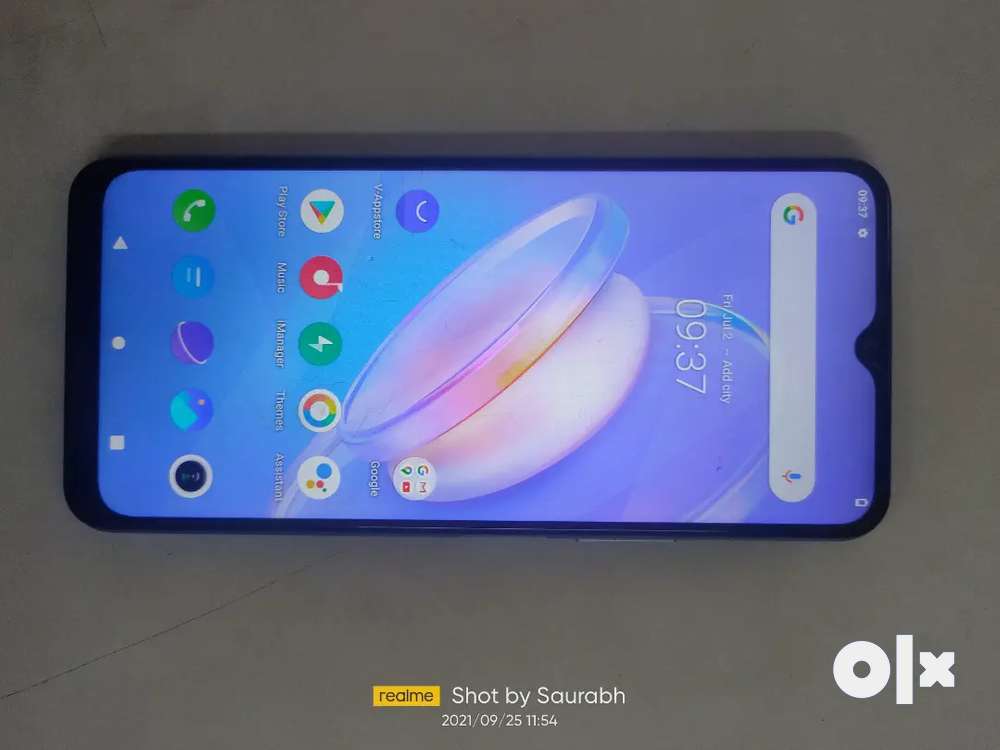 09:37
Fri, Jul 2 ~ Add city
09:37
V-Appstore
Google
Play Store
Music
iManager
Themes
Assistant
olx
realme Shot by Saurabh
2021/09/25 11:54